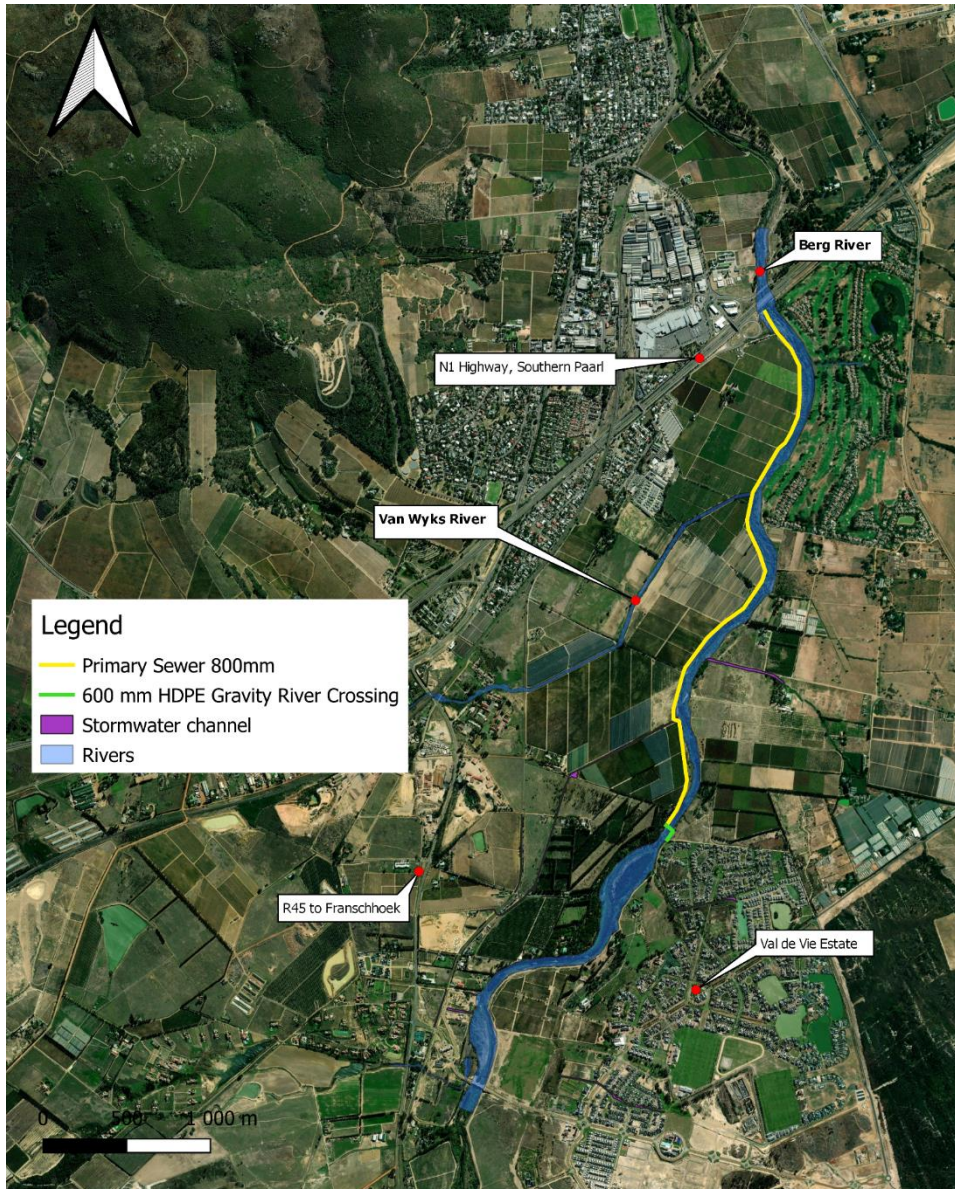 Berg River
N1 Highway, Southern Paarl
Van Wyks River
Legend
Primary Sewer 800mm
600 mm HDPE Gravity River Crossing
Stormwater channel
Rivers
R45 to Franschhoek
Val de Vie Estate
0 500 1 000 m